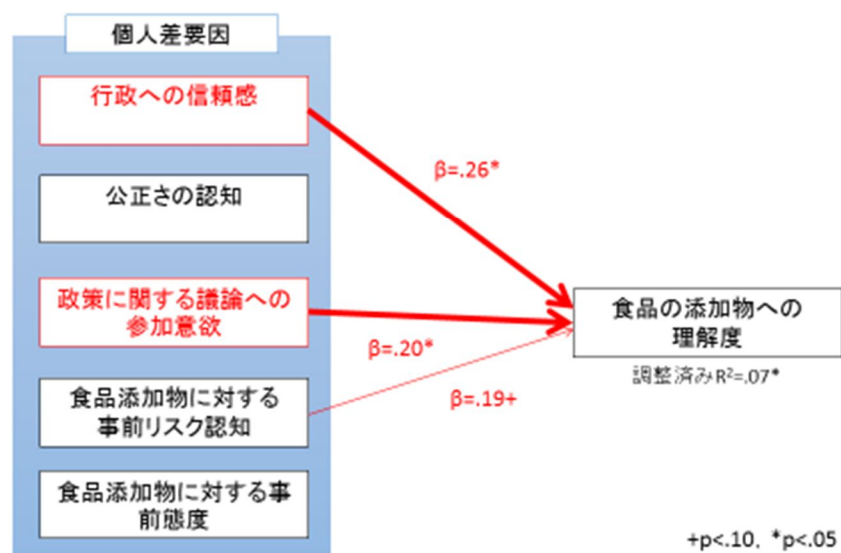 個人差要因
行政への信頼感
公正さの認知
政策に関する議論への
参加意欲
食品添加物に対する
事前リスク認知
食品添加物に対する事
前態度
β=.26*
β=.20*
β=.19+
食品の添加物への
理解度
調整済みR²=.07*
+p<.10, *p<.05